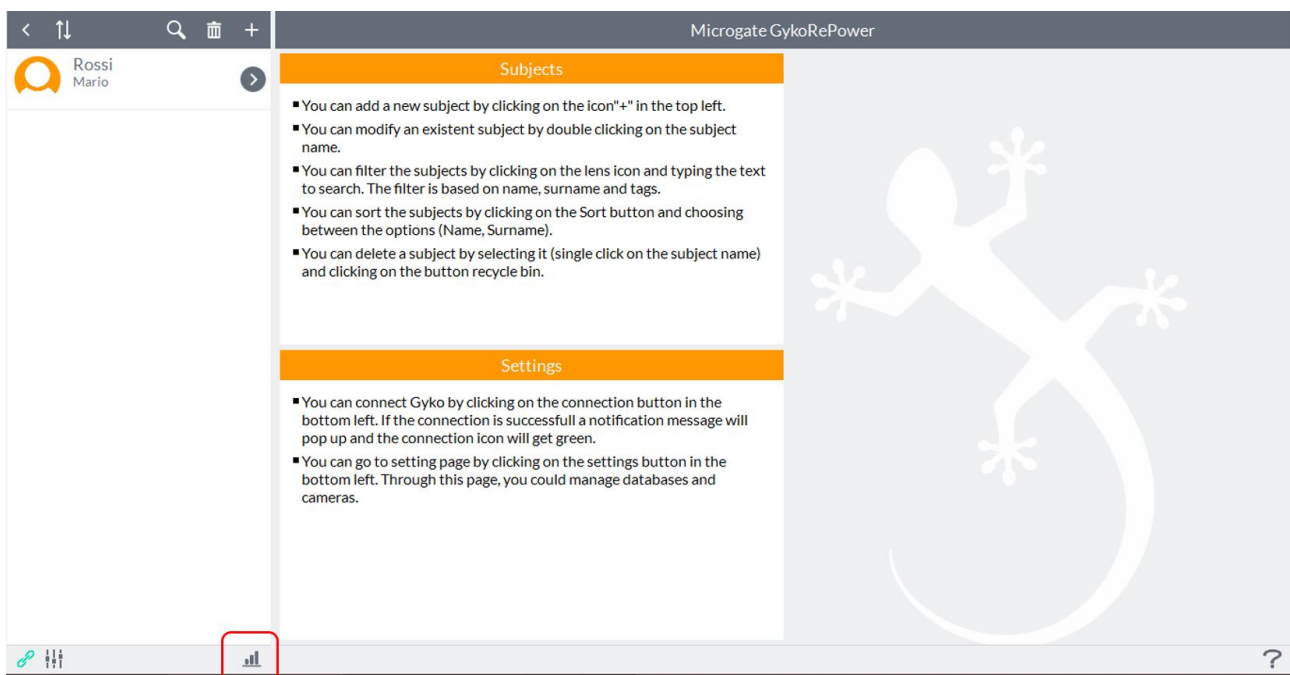 Microgate GykoRePower
Rossi
Mario
Subjects
▪ You can add a new subject by clicking on the icon"+" in the top left.
▪ You can modify an existent subject by double clicking on the subject
name.
▪ You can filter the subjects by clicking on the lens icon and typing the text
to search. The filter is based on name, surname and tags.
▪ You can sort the subjects by clicking on the Sort button and choosing
between the options (Name, Surname).
▪ You can delete a subject by selecting it (single click on the subject name)
and clicking on the button recycle bin.
Settings
▪ You can connect Gyko by clicking on the connection button in the
bottom left. If the connection is successfull a notification message will
pop up and the connection icon will get green.
▪ You can go to setting page by clicking on the settings button in the
bottom left. Through this page, you could manage databases and
cameras.
?